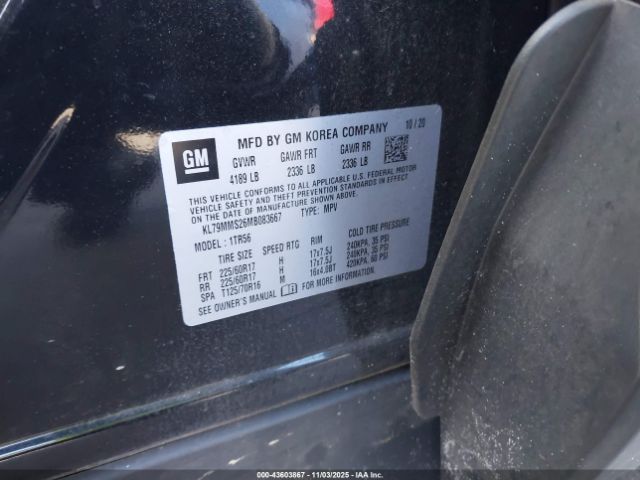 GM
MFD BY GM KOREA COMPANY 10 / 20
GVWR GAWR FRT GAWR RR
4189 LB 2336 LB 2336 LB
THIS VEHICLE CONFORMS TO ALL APPLICABLE U.S. FEDERAL MOTOR
VEHICLE SAFETY AND THEFT PREVENTION STANDARDS IN EFFECT
ON THE DATE OF MANUFACTURE SHOWN ABOVE.
KL79MMS26MB083667 TYPE: MPV
MODEL: 1TR56
TIRE SIZE SPEED RTG RIM COLD TIRE PRESSURE
FRT 225/60R17 H 17x7.5J 240KPA, 35 PSI
RR 225/60R17 H 17x7.5J 240KPA, 35 PSI
SPA T125/70R16 M 16x4.0BT 420KPA, 60 PSI
SEE OWNER'S MANUAL FOR MORE INFORMATION
000-43603867 - 11/03/2025 - IAAI.COM